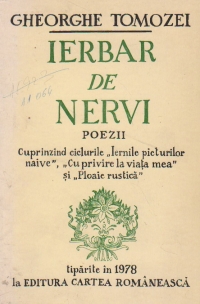 GHEORGHE TOMOZEI
IERBAR
DE
NERVI
POEZII
Cuprinzînd ciclurile „Iernile picturilor
naive”, „Cu privire la viața mea”
și „Ploaie rustică”
tipărite în 1978
la EDITURA CARTEA ROMÂNEASCĂ